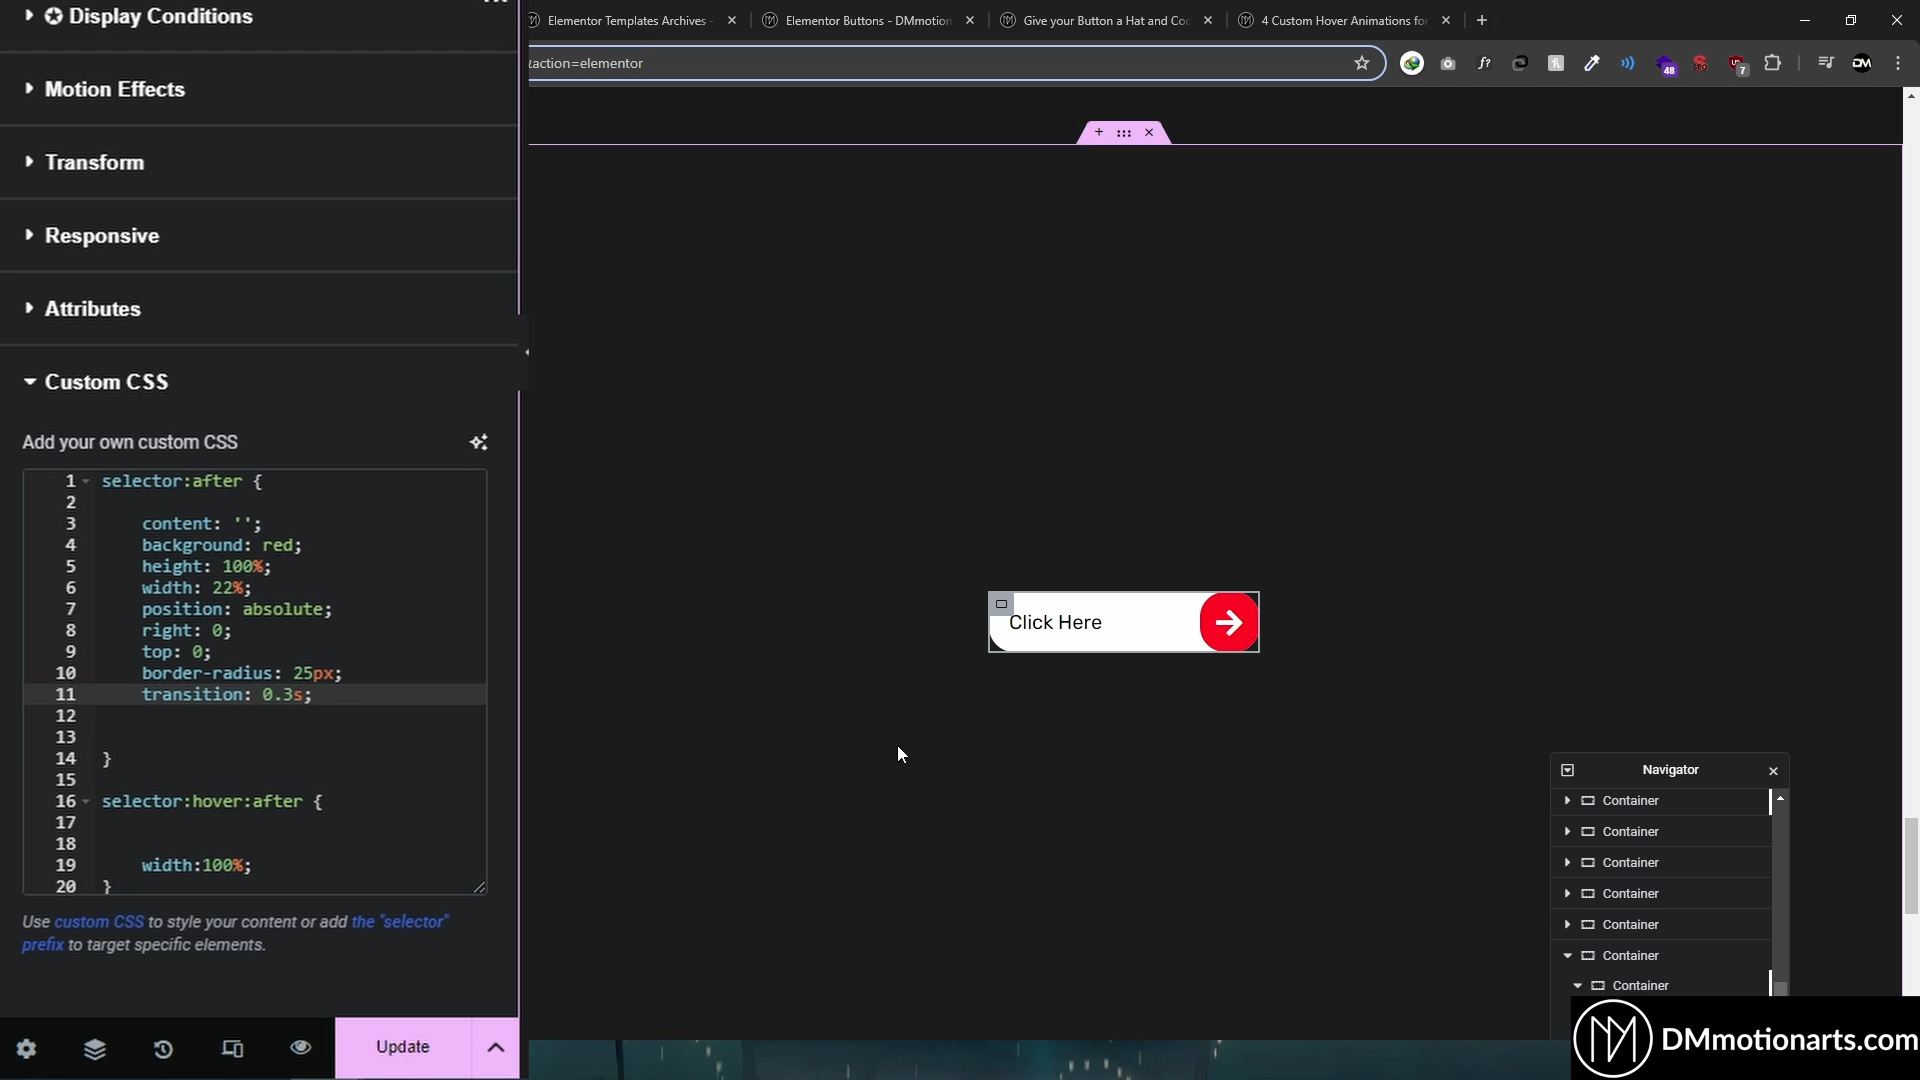 Display Conditions
Motion Effects
Transform
Responsive
Attributes
Custom CSS
Add your own custom CSS
1 selector:after {
2
3 content: '';
4 background: red;
5 height: 100%;
6 width: 22%;
7 position: absolute;
8 right: 0;
9 top: 0;
10 border-radius: 25px;
11 transition: 0.3s;
12
13
14 }
15
16 selector:hover:after {
17
18
19 width:100%;
20 }
Use custom CSS to style your content or add the "selector"
prefix to target specific elements.
Update
Elementor Templates Archives -
Elementor Buttons - DMmotion
Give your Button a Hat and Co
4 Custom Hover Animations for
action=elementor
f?
48
7
DM
Click Here
Navigator
Container
Container
Container
Container
Container
Container
Container
DMmotionarts.com